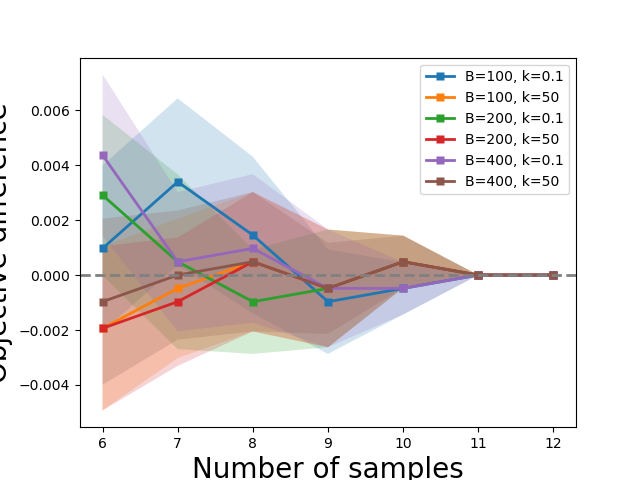 B=100, k=0.1
B=100, k=50
B=200, k=0.1
B=200, k=50
B=400, k=0.1
B=400, k=50
0.006
0.004
0.002
0.000
−0.002
−0.004
6 7 8 9 10 11 12
Number of samples